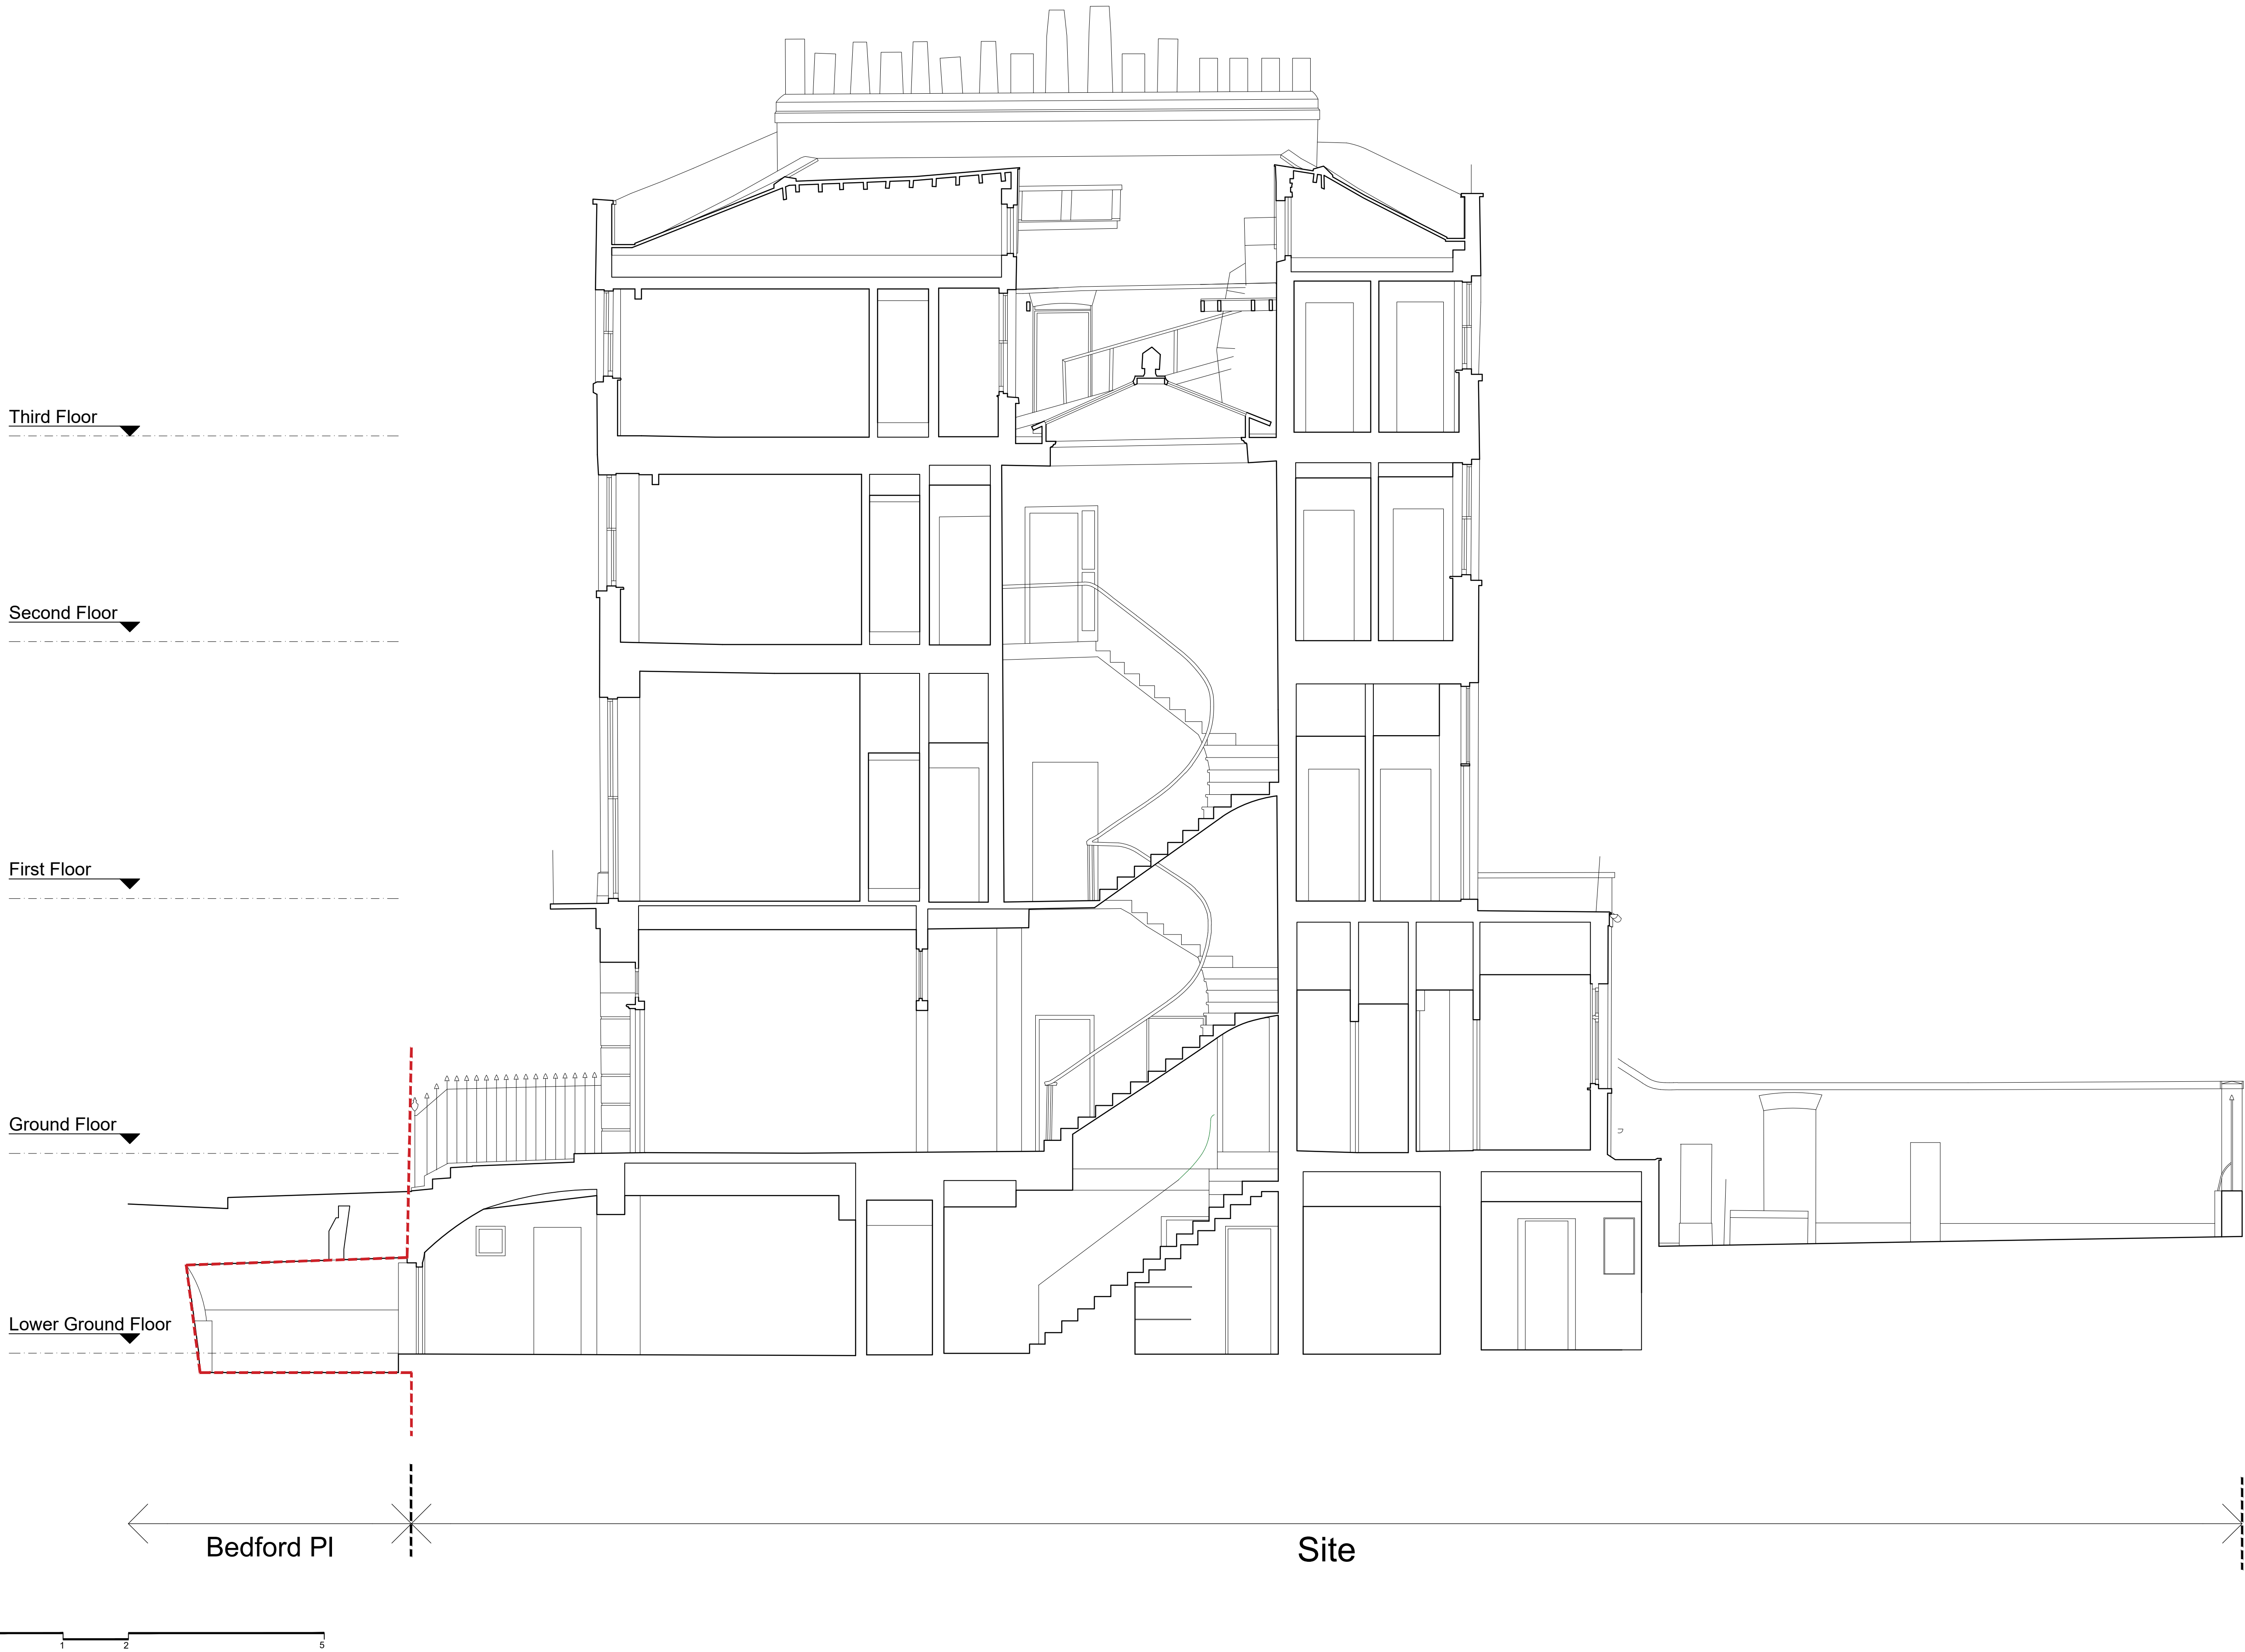 Third Floor
Second Floor
First Floor
Ground Floor
Lower Ground Floor
Bedford Pl
Site
1 2 5